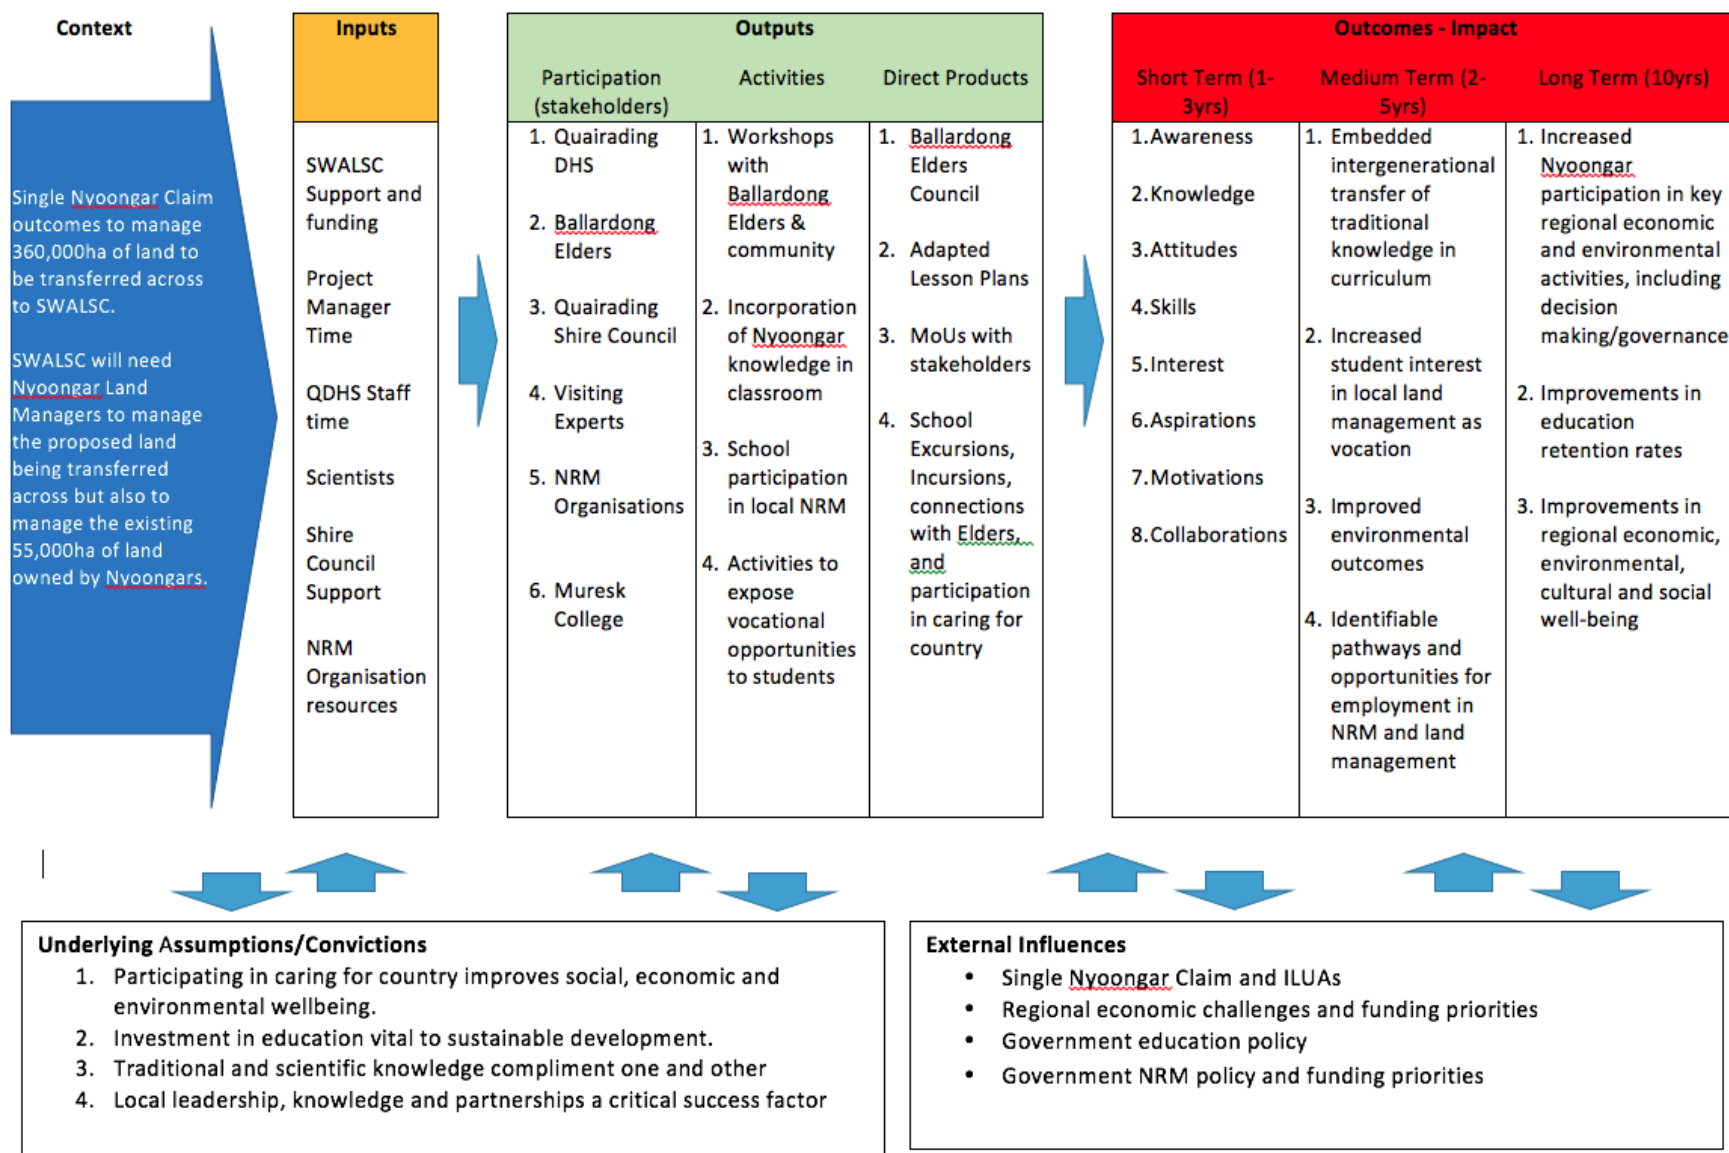 Context
Single Nyoongar Claim
outcomes to manage
360,000ha of land to
be transferred across
to SWALSC.
SWALSC will need
Nyoongar Land
Managers to manage
the proposed land
being transferred
across but also to
manage the existing
55,000ha of land
owned by Nyoongars.
Inputs
SWALSC
Support and
funding
Project
Manager
Time
QDHS Staff
time
Scientists
Shire
Council
Support
NRM
Organisation
resources
Outputs
Participation
(stakeholders)
1. Quairading
DHS
2. Ballardong
Elders
3. Quairading
Shire Council
4. Visiting
Experts
5. NRM
Organisations
6. Muresk
College
Activities
1. Workshops
with
Ballardong
Elders &
community
2. Incorporation
of Nyoongar
knowledge in
classroom
3. School
participation
in local NRM
4. Activities to
expose
vocational
opportunities
to students
Direct Products
1. Ballardong
Elders
Council
2. Adapted
Lesson Plans
3. MoUs with
stakeholders
4. School
Excursions,
Incursions,
connections
with Elders,
and
participation
in caring for
country
Outcomes - Impact
Short Term (1-
3yrs)
1.Awareness
2.Knowledge
3.Attitudes
4.Skills
5.Interest
6.Aspirations
7.Motivations
8.Collaborations
Medium Term (2-
5yrs)
1. Embedded
intergenerational
transfer of
traditional
knowledge in
curriculum
2. Increased
student interest
in local land
management as
vocation
3. Improved
environmental
outcomes
4. Identifiable
pathways and
opportunities for
employment in
NRM and land
management
Long Term (10yrs)
1. Increased
Nyoongar
participation in key
regional economic
and environmental
activities, including
decision
making/governance
2. Improvements in
education
retention rates
3. Improvements in
regional economic,
environmental,
cultural and social
well-being
Underlying Assumptions/Convictions
1. Participating in caring for country improves social, economic and
environmental wellbeing.
2. Investment in education vital to sustainable development.
3. Traditional and scientific knowledge compliment one and other
4. Local leadership, knowledge and partnerships a critical success factor
External Influences
• Single Nyoongar Claim and ILUAs
• Regional economic challenges and funding priorities
• Government education policy
• Government NRM policy and funding priorities